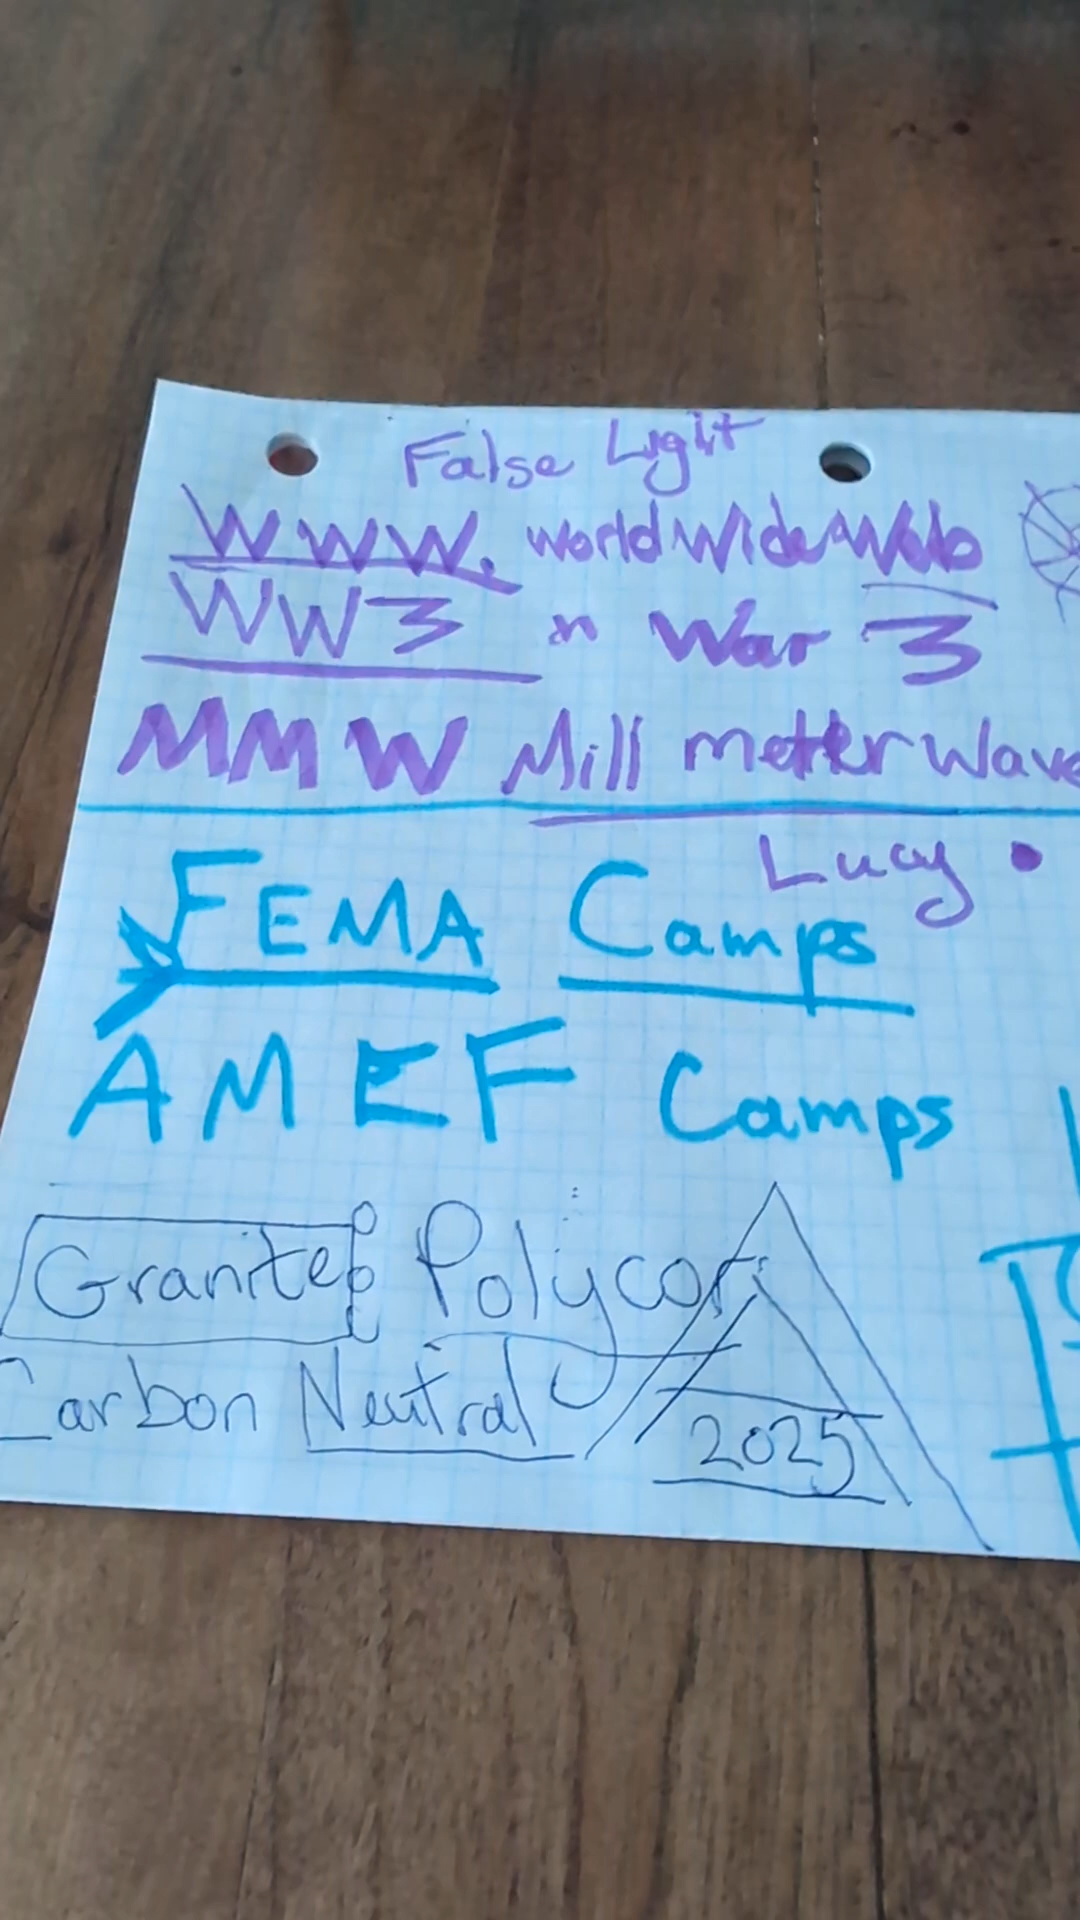 False Light
WWW. world Wide Web
WW3 " War 3
MMW Mill meter Wave
Lucy •
FEMA Camps
AMEF Camps
Granite Polycor
Carbon Neutral
2025